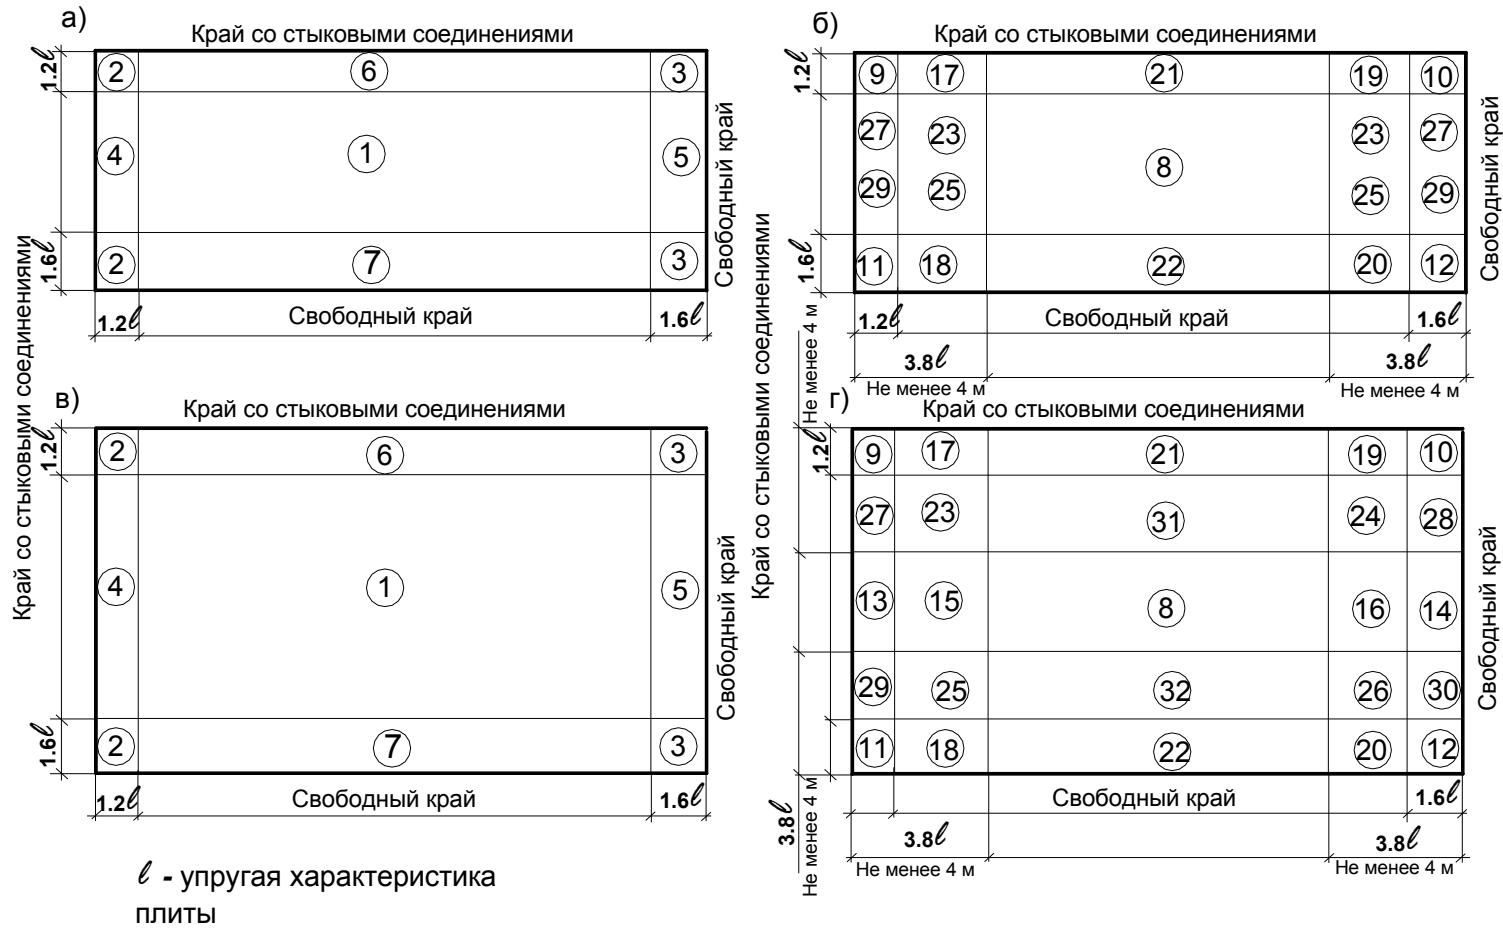 а)
Край со стыковыми соединениями
1.2ℓ
2
6
3
4
1
5
1.6ℓ
2
7
3
Свободный край
1.2ℓ
Свободный край
1.6ℓ
Край со стыковыми соединениями
б)
Край со стыковыми соединениями
1.2ℓ
9
17
21
19
10
27
23
8
23
27
29
25
25
29
1.6ℓ
11
18
22
20
12
Свободный край
1.2ℓ
Свободный край
1.6ℓ
3.8ℓ
3.8ℓ
Не менее 4 м
Не менее 4 м
Не менее 4 м
Край со стыковыми соединениями
в)
Край со стыковыми соединениями
1.2ℓ
2
6
3
4
1
5
1.6ℓ
2
7
3
Свободный край
1.2ℓ
Свободный край
1.6ℓ
г)
Край со стыковыми соединениями
1.2ℓ
9
17
21
19
10
27
23
31
24
28
13
15
8
16
14
29
25
32
26
30
11
18
22
20
12
Свободный край
Свободный край
1.6ℓ
3.8ℓ
Не менее 4 м
3.8ℓ
3.8ℓ
Не менее 4 м
Не менее 4 м
ℓ - упругая характеристика
плиты